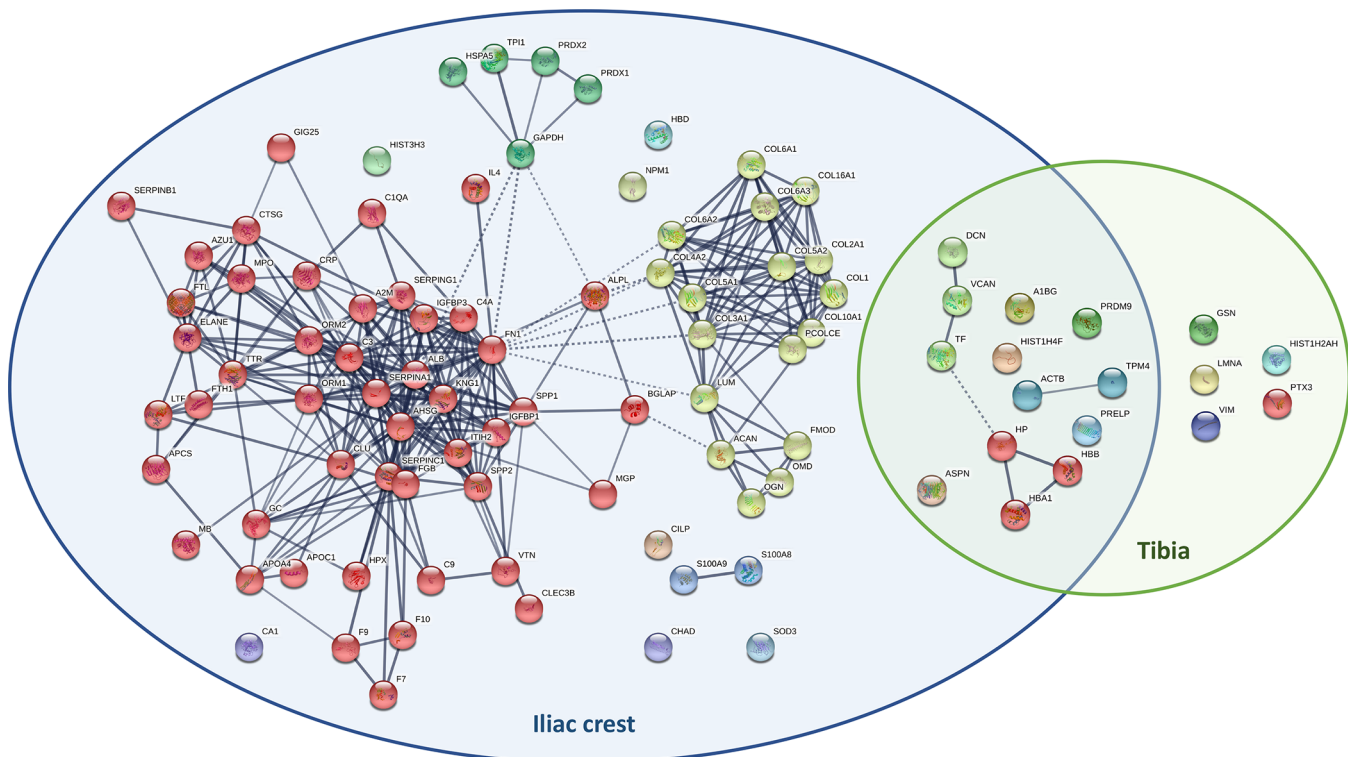 TPI1
PRDX2
HSPA5
PRDX1
GIG25
HBD
GAPDH
HIST3H3
COL6A1
NPM1
IL4
COL16A1
SERPINB1
C1QA
COL6A3
CTSG
COL6A2
AZU1
DCN
COL2A1
COL5A2
MPO
CRP
COL4A2
FTL
A2M
SERPING1
ALPL
COL5A1
COL1
VCAN
A1BG
PRDM9
IGFBP3
C4A
GSN
COL10A1
ELANE
ORM2
FN1
COL3A1
PCOLCE
TF
HIST1H4F
HIST1H2AH
C3
ALB
TTR
LMNA
TPM4
SERPINA1
KNG1
ACTB
LUM
PTX3
FTH1
ORM1
SPP1
BGLAP
LTF
IGFBP1
AHSG
PRELP
VIM
FMOD
ITIH2
ACAN
HP
CLU
APCS
SERPINC1
FGB
SPP2
OMD
HBB
MGP
OGN
ASPN
HBA1
GC
CILP
MB
Tibia
APOA4
APOC1
HPX
C9
VTN
S100A9
S100A8
CLEC3B
CA1
F9
F10
CHAD
SOD3
F7
Iliac crest